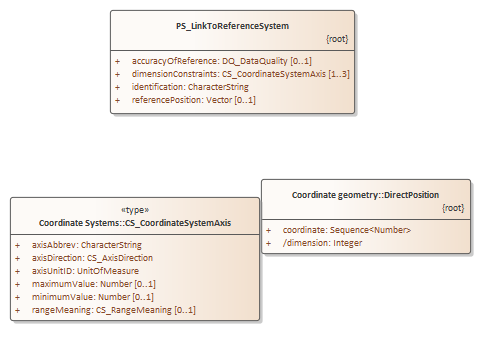 PS_LinkToReferenceSystem
{root}
+ accuracyOfReference: DQ_DataQuality [0..1]
+ dimensionConstraints: CS_CoordinateSystemAxis [1..3]
+ identification: CharacterString
+ referencePosition: Vector [0..1]
«type»
Coordinate Systems::CS_CoordinateSystemAxis
+ axisAbbrev: CharacterString
+ axisDirection: CS_AxisDirection
+ axisUnitID: UnitOfMeasure
+ maximumValue: Number [0..1]
+ minimumValue: Number [0..1]
+ rangeMeaning: CS_RangeMeaning [0..1]
Coordinate geometry::DirectPosition
{root}
+ coordinate: Sequence<Number>
+ /dimension: Integer